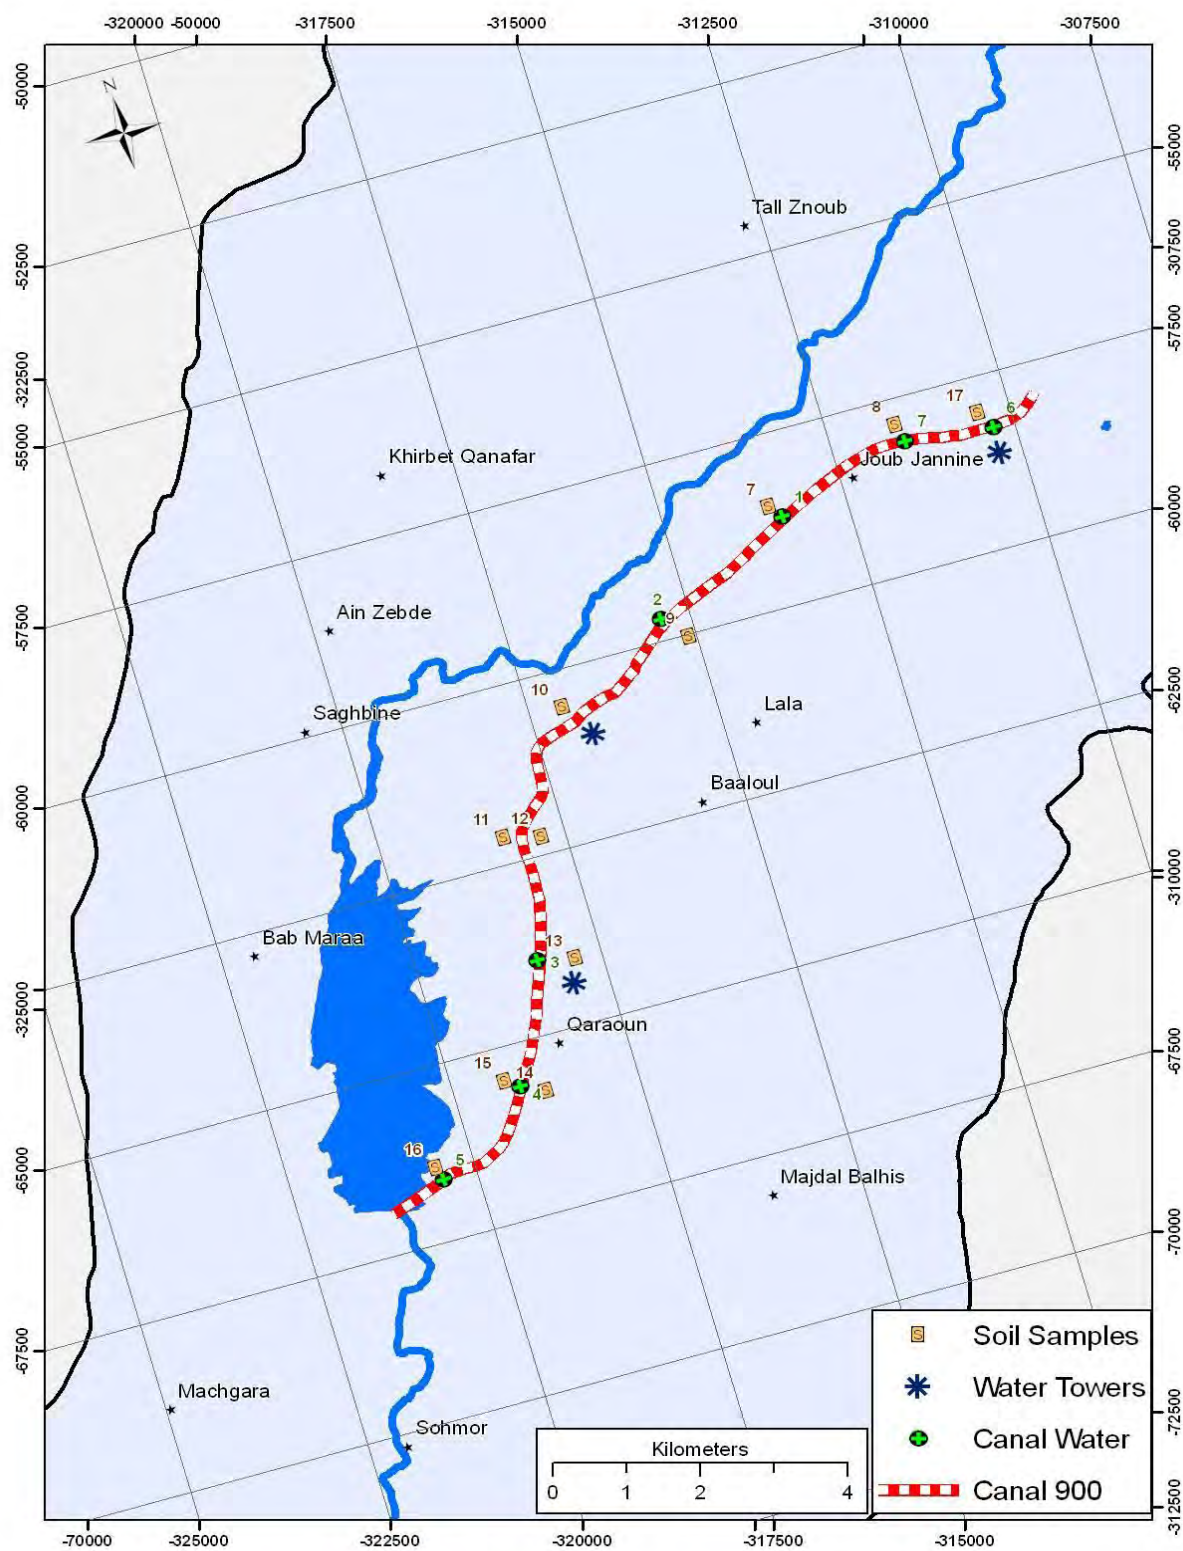 -320000 -50000 -317500 -315000 -312500 -310000 -307500
-50000
-52500
-322500
-55000
-57500
-60000
-325000
-62500
-65000
-67500
N
Tall Znoub
Khirbet Qanafar
Ain Zebde
Saghbine
Bab Maraa
Machgara
Sohmor
Joub Jannine
Lala
Baaloul
Qaraoun
Majdal Balhis
17
6
8
7
7
1
2
9
10
11
12
13
3
15
14
4
16
5
-55000
-307500
-57500
-60000
-62500
-310000
-67500
-70000
-72500
-312500
Soil Samples
Water Towers
Canal Water
Canal 900
Kilometers
0 1 2 4
-70000 -325000 -322500 -320000 -317500 -315000